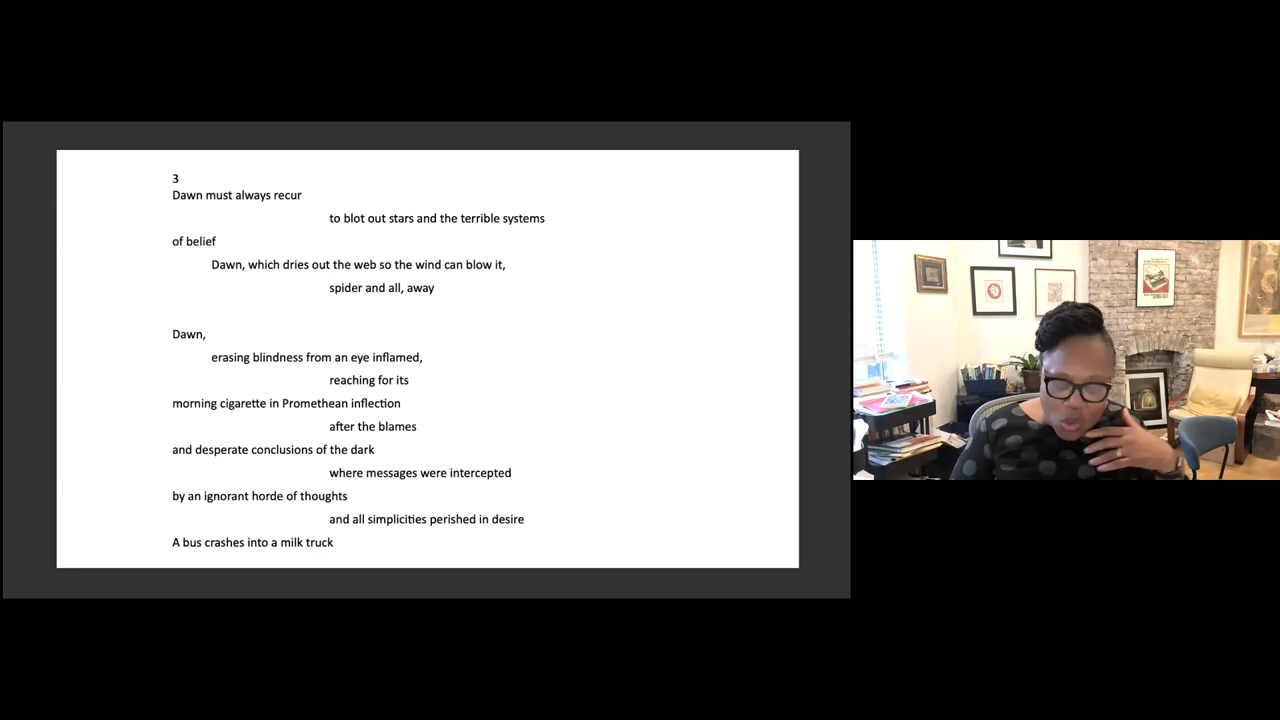 3
Dawn must always recur
to blot out stars and the terrible systems
of belief
Dawn, which dries out the web so the wind can blow it,
spider and all, away
Dawn,
erasing blindness from an eye inflamed,
reaching for its
morning cigarette in Promethean inflection
after the blames
and desperate conclusions of the dark
where messages were intercepted
by an ignorant horde of thoughts
and all simplicities perished in desire
A bus crashes into a milk truck